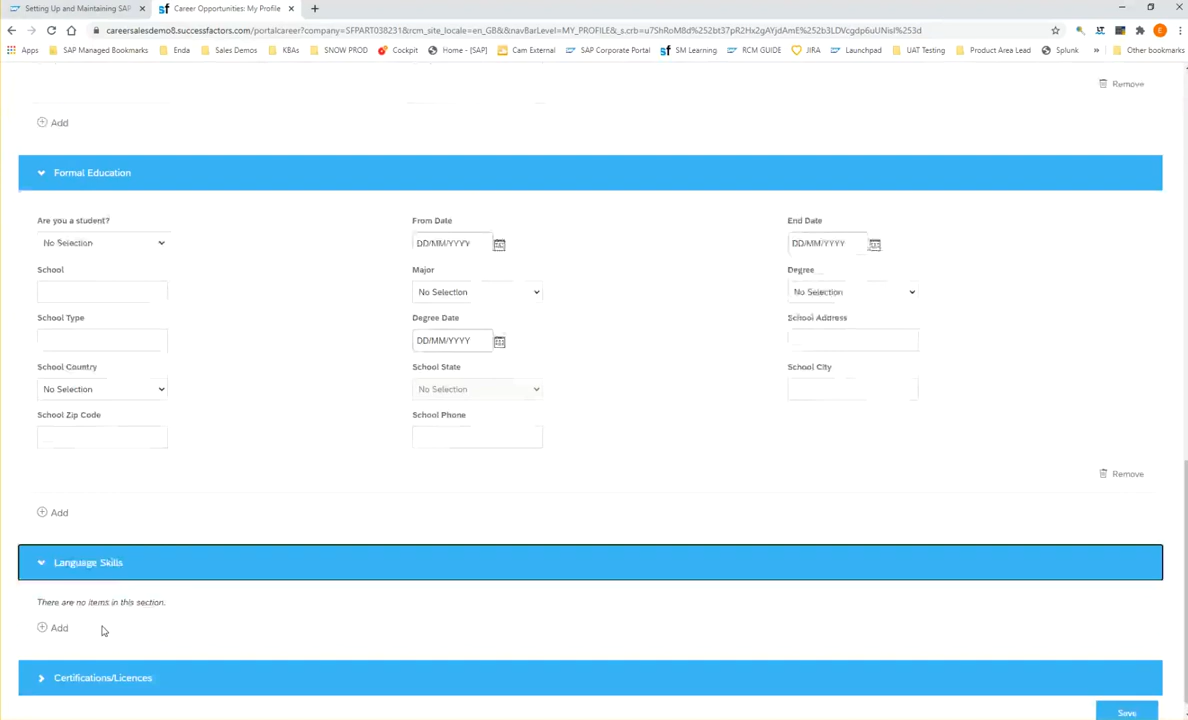 Setting Up and Maintaining SAP
sf Career Opportunities: My Profile
careersalesdemo8.successfactors.com/portalcareer?company=SFPART038231&rcm_site_locale=en_GB&&navBarLevel=MY_PROFILE&_s.crb=u7ShRoM8d%252bt37pR2Hx2gAYjdAmE%252b3LDVcgdp6uUNisI%253d
E
Apps SAP Managed Bookmarks Enda Sales Demos KBAs SNOW PROD Cockpit Home - [SAP] Cam External SAP Corporate Portal sf SM Learning RCM GUIDE JIRA Launchpad UAT Testing Product Area Lead Splunk » Other bookmarks
Remove
Add
Formal Education
Are you a student? From Date End Date
No Selection DD/MM/YYYY DD/MM/YYYY
School Major Degree
No Selection No Selection
School Type Degree Date School Address
DD/MM/YYYY
School Country School State School City
No Selection No Selection
School Zip Code School Phone
Remove
Add
Language Skills
There are no items in this section.
Add
Certifications/Licences
Save